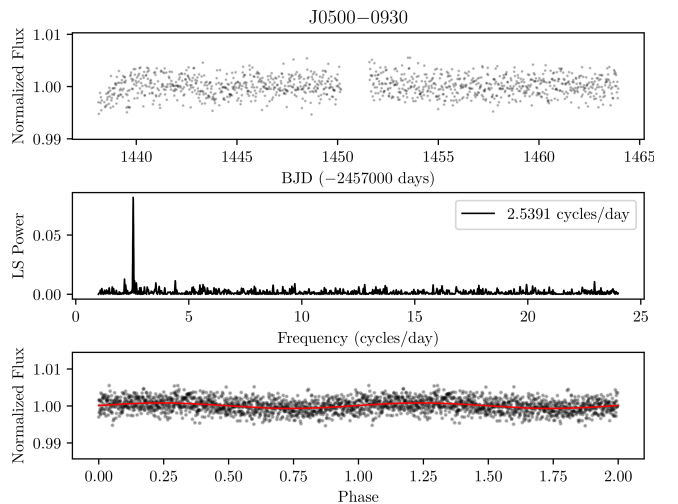 J0500−0930
Normalized Flux
1.01
1.00
0.99
1440 1445 1450 1455 1460 1465
BJD (−2457000 days)
LS Power
0.05
0.00
2.5391 cycles/day
0 5 10 15 20 25
Frequency (cycles/day)
Normalized Flux
1.01
1.00
0.99
0.00 0.25 0.50 0.75 1.00 1.25 1.50 1.75 2.00
Phase